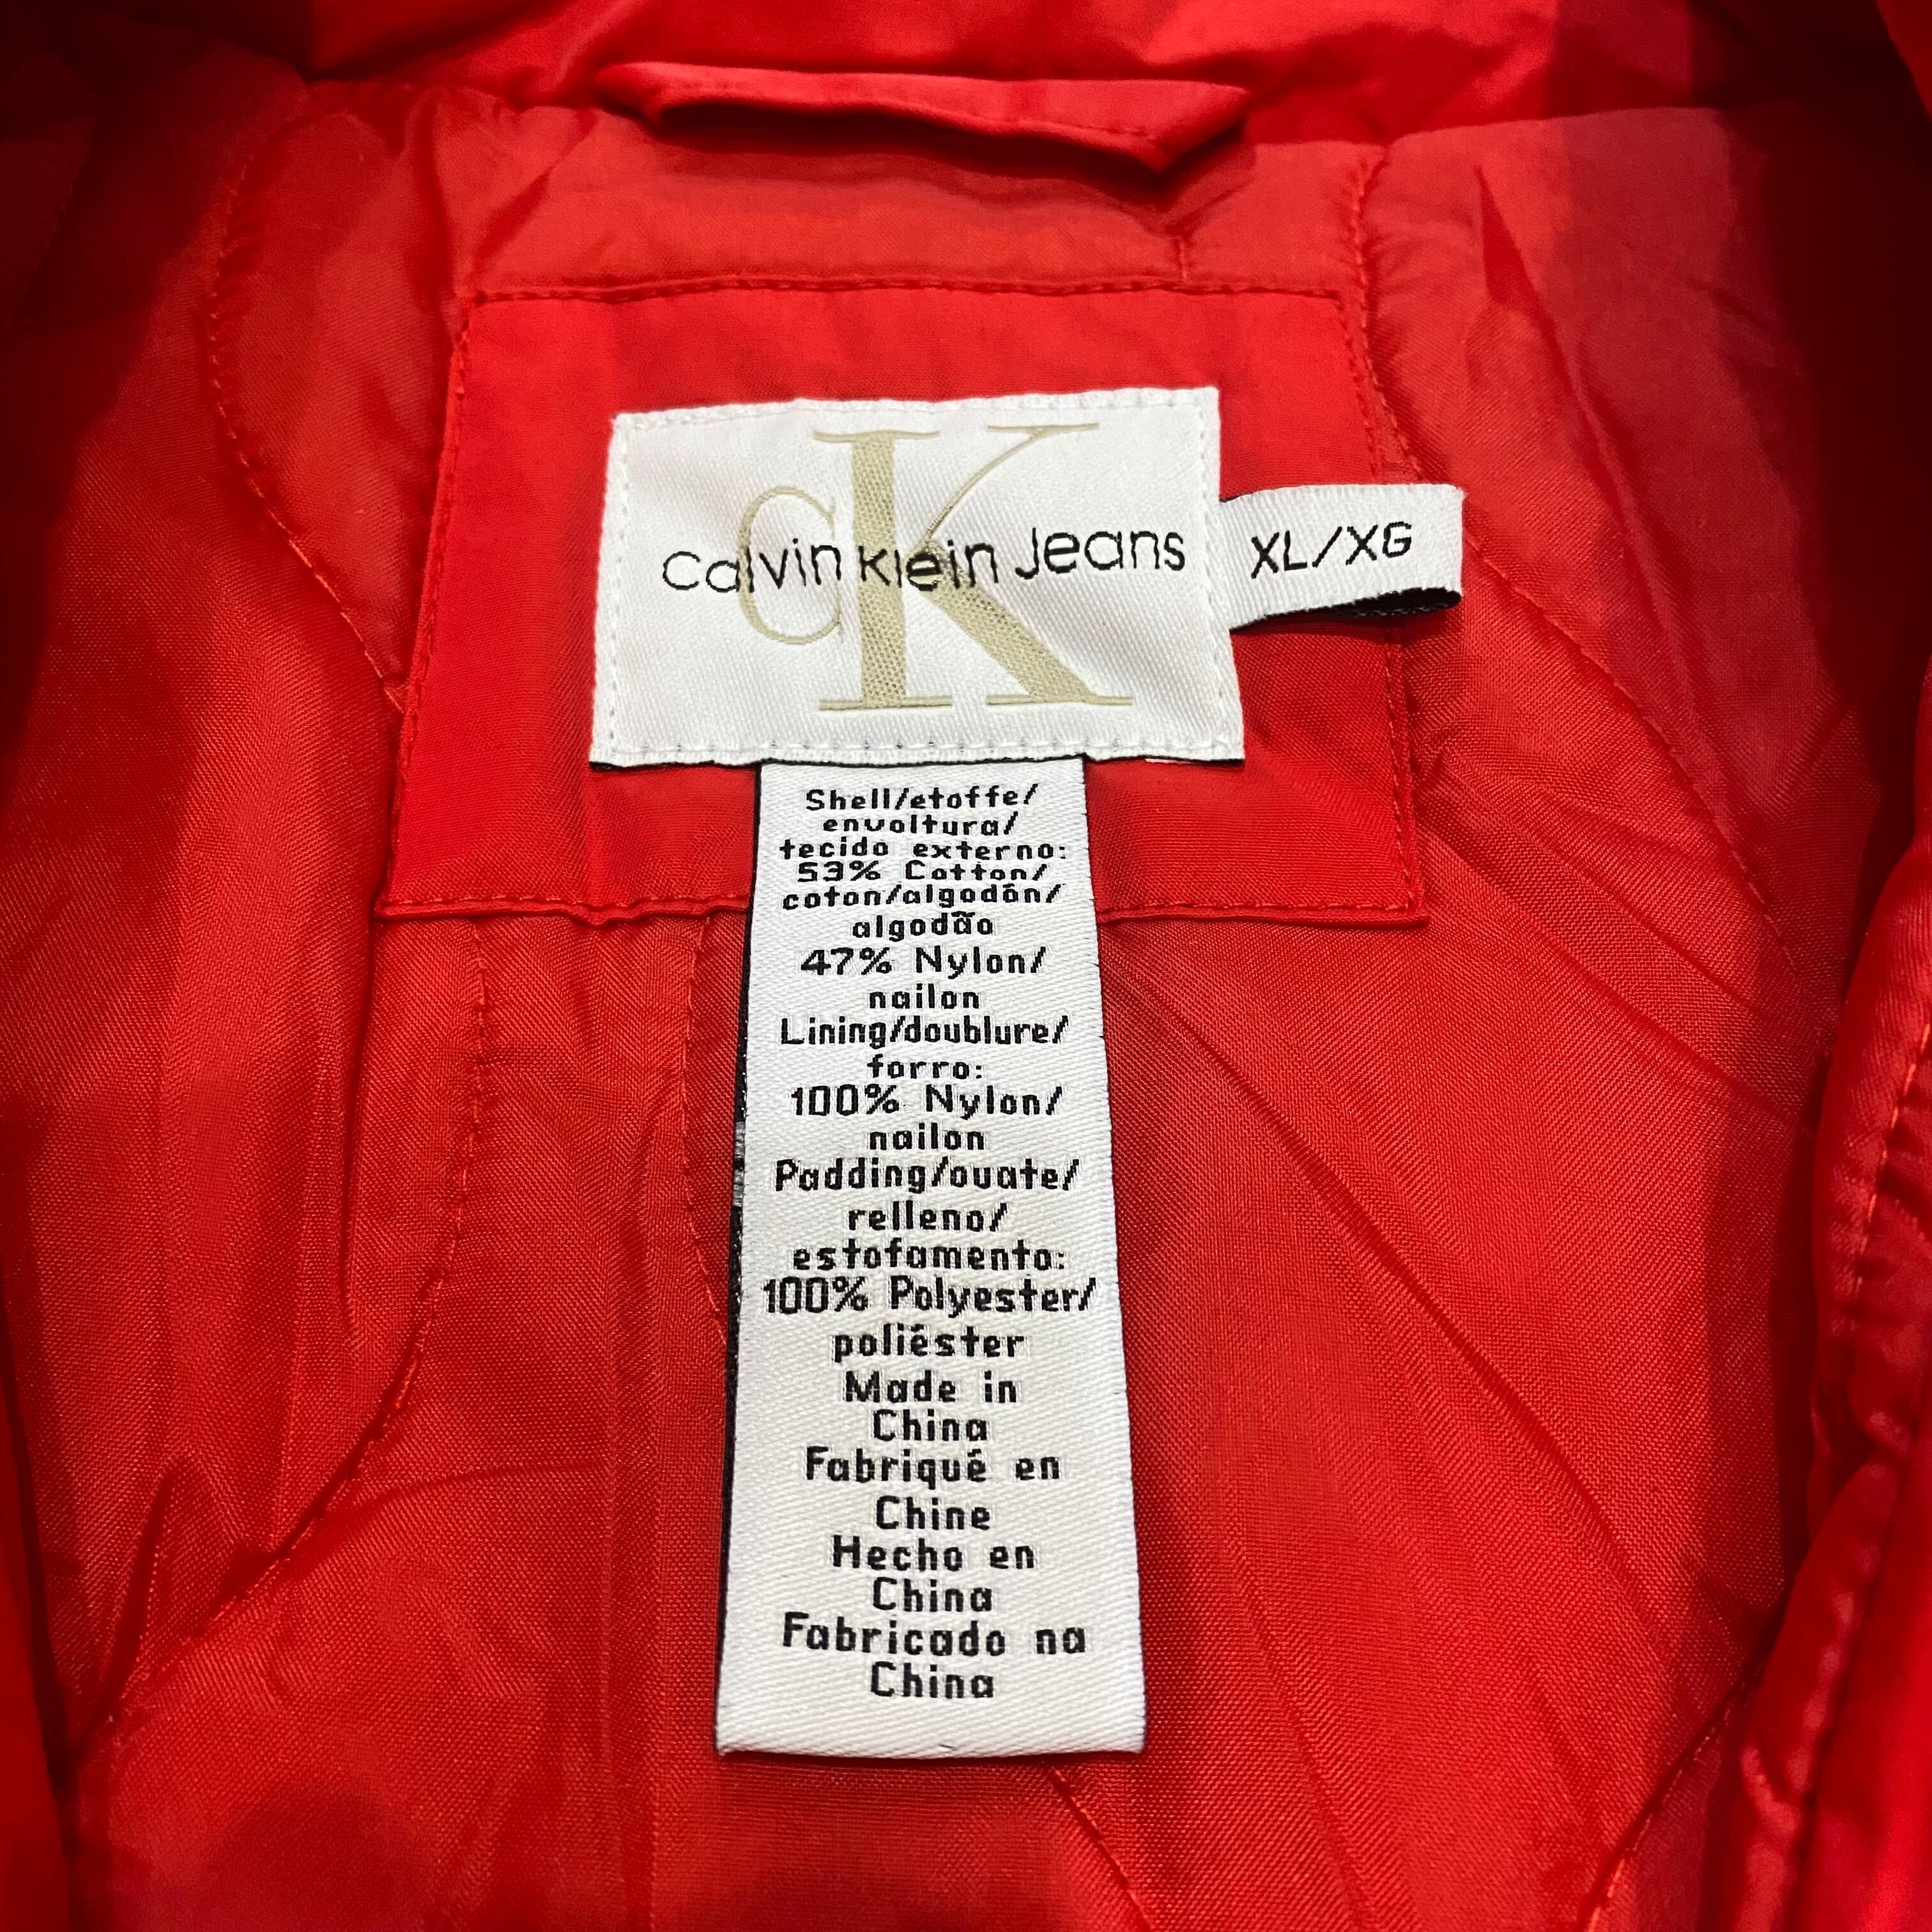 cK
Calvin Klein Jeans
XL/XG
Shell/etoffe/
envoltura/
tecido externo:
53% Cotton/
coton/algodón/
algodão
47% Nylon/
nailon
Lining/doublure/
forro:
100% Nylon/
nailon
Padding/ouate/
relleno/
estofamento:
100% Polyester/
poliéster
Made in
China
Fabriqué en
Chine
Hecho en
China
Fabricado na
China